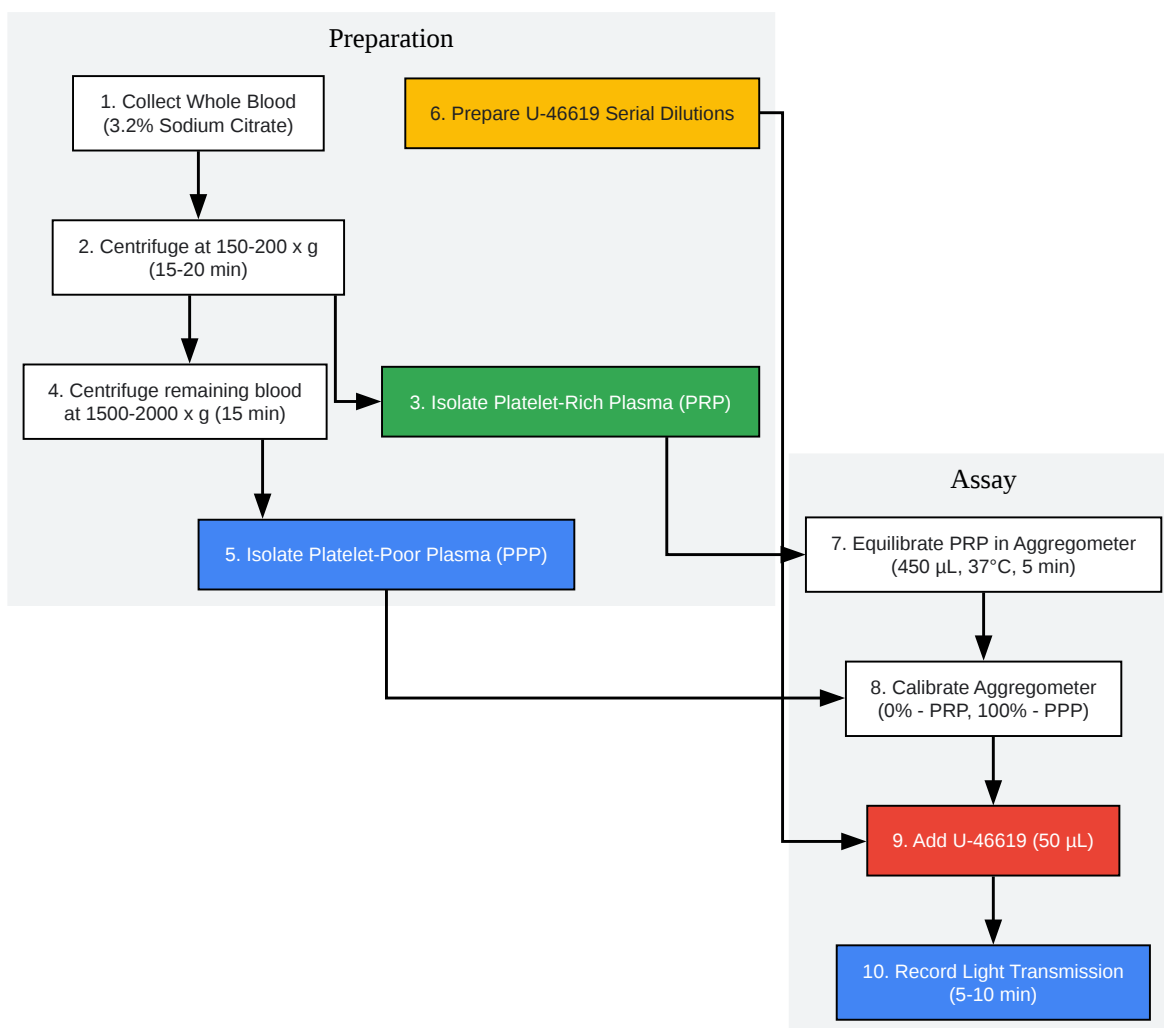 Preparation
1. Collect Whole Blood
(3.2% Sodium Citrate)
6. Prepare U-46619 Serial Dilutions
2. Centrifuge at 150-200 x g
(15-20 min)
4. Centrifuge remaining blood
at 1500-2000 x g (15 min)
3. Isolate Platelet-Rich Plasma (PRP)
5. Isolate Platelet-Poor Plasma (PPP)
Assay
7. Equilibrate PRP in Aggregometer
(450 µL, 37°C, 5 min)
8. Calibrate Aggregometer
(0% - PRP, 100% - PPP)
9. Add U-46619 (50 µL)
10. Record Light Transmission
(5-10 min)